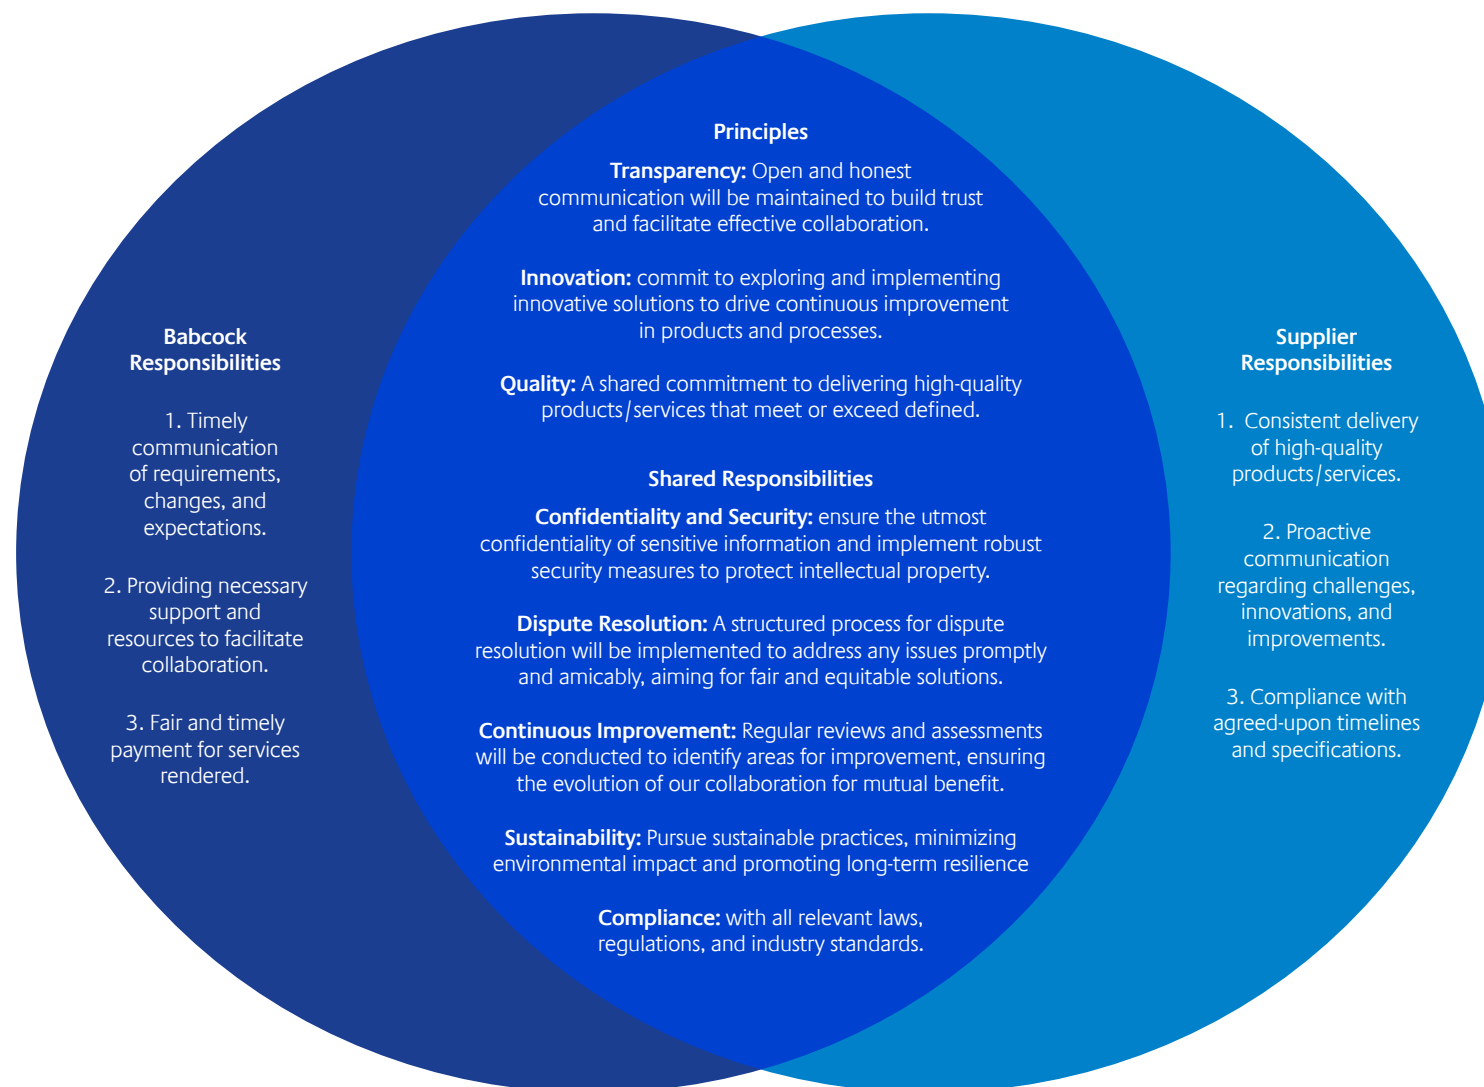 Babcock
Responsibilities
1. Timely
communication
of requirements,
changes, and
expectations.
2. Providing necessary
support and
resources to facilitate
collaboration.
3. Fair and timely
payment for services
rendered.
Principles
Transparency: Open and honest
communication will be maintained to build trust
and facilitate effective collaboration.
Innovation: commit to exploring and implementing
innovative solutions to drive continuous improvement
in products and processes.
Quality: A shared commitment to delivering high-quality
products/services that meet or exceed defined.
Shared Responsibilities
Confidentiality and Security: ensure the utmost
confidentiality of sensitive information and implement robust
security measures to protect intellectual property.
Dispute Resolution: A structured process for dispute
resolution will be implemented to address any issues promptly
and amicably, aiming for fair and equitable solutions.
Continuous Improvement: Regular reviews and assessments
will be conducted to identify areas for improvement, ensuring
the evolution of our collaboration for mutual benefit.
Sustainability: Pursue sustainable practices, minimizing
environmental impact and promoting long-term resilience
Compliance: with all relevant laws,
regulations, and industry standards.
Supplier
Responsibilities
1. Consistent delivery
of high-quality
products/services.
2. Proactive
communication
regarding challenges,
innovations, and
improvements.
3. Compliance with
agreed-upon timelines
and specifications.